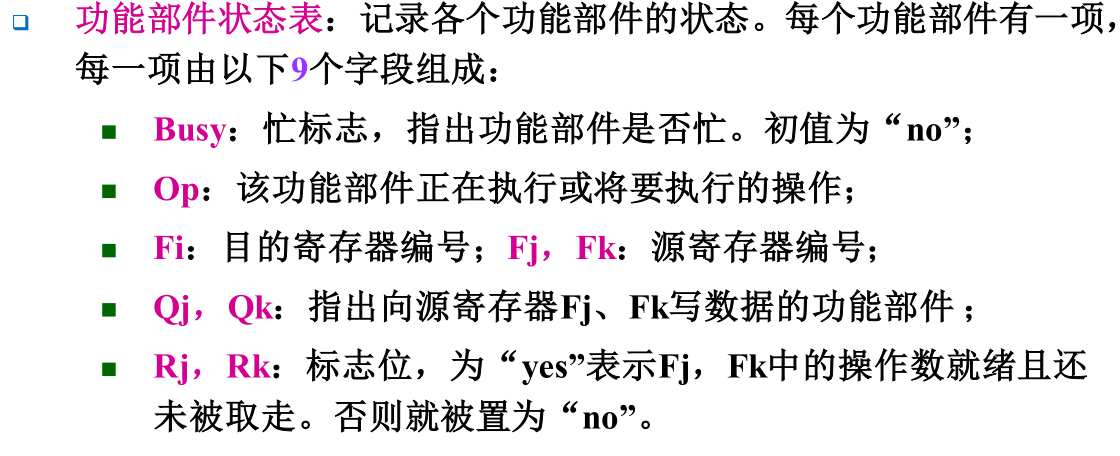 功能部件状态表：记录各个功能部件的状态。每个功能部件有一项，
每一项由以下9个字段组成：
Busy：忙标志，指出功能部件是否忙。初值为“no”；
Op：该功能部件正在执行或将要执行的操作；
Fi：目的寄存器编号；Fj，Fk：源寄存器编号；
Qj，Qk：指出向源寄存器Fj、Fk写数据的功能部件；
Rj，Rk：标志位，为“yes”表示Fj，Fk中的操作数就绪且还
未被取走。否则就被置为“no”。